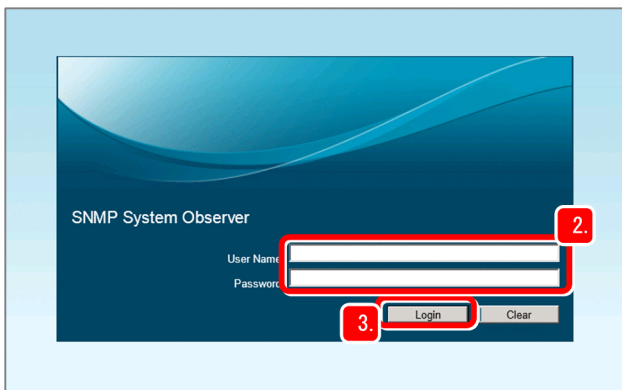 SNMP System Observer
2.
User Name
Password
3.
Login
Clear